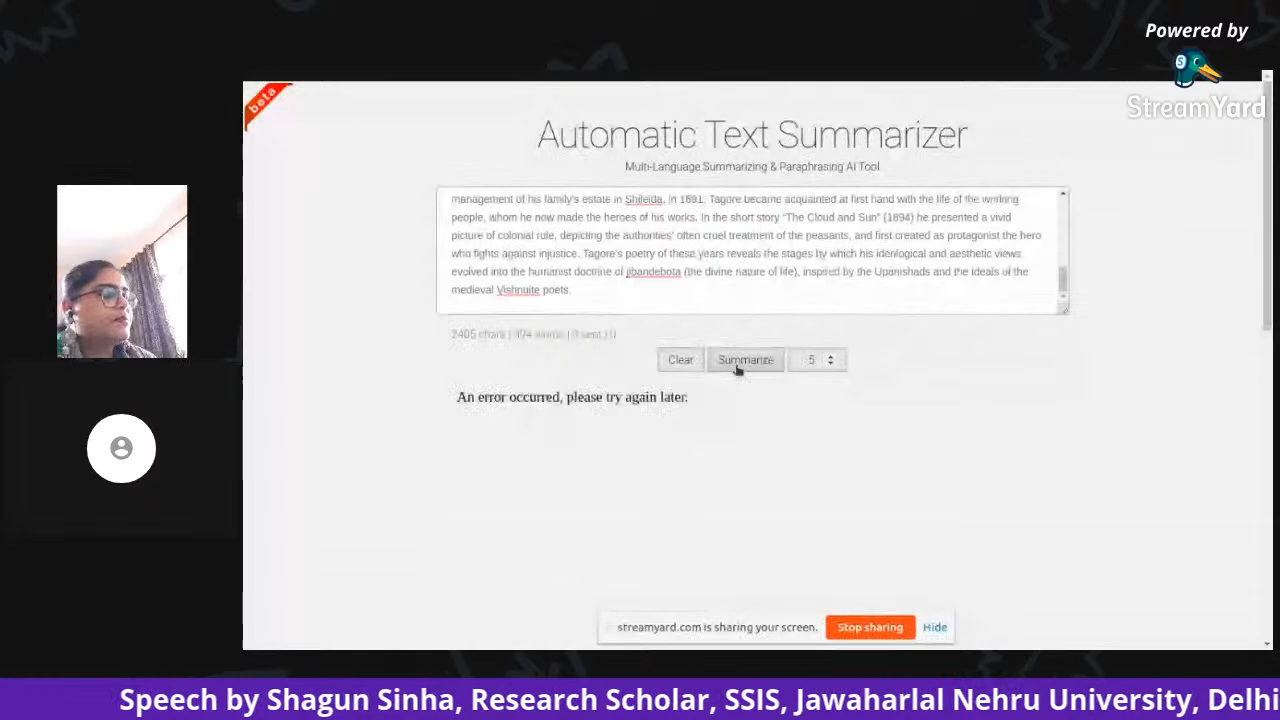 Powered by
StreamYard
beta
Automatic Text Summarizer
Multi-Language Summarizing & Paraphrasing AI Tool
management of his family's estate in Shileida. In 1891, Tagore became acquainted at first hand with the life of the working
people, whom he now made the heroes of his works. In the short story “The Cloud and Sun” (1894) he presented a vivid
picture of colonial rule, depicting the authorities' often cruel treatment of the peasants, and first created as protagonist the hero
who fights against injustice. Tagore's poetry of these years reveals the stages by which his ideological and aesthetic views
evolved into the humanist doctrine of jibandebota (the divine nature of life), inspired by the Upanishads and the ideals of the
medieval Vishnuite poets.
Clear Summarize 5
An error occurred, please try again later.
streamyard.com is sharing your screen. Stop sharing Hide
Speech by Shagun Sinha, Research Scholar, SSIS, Jawaharlal Nehru University, Delhi